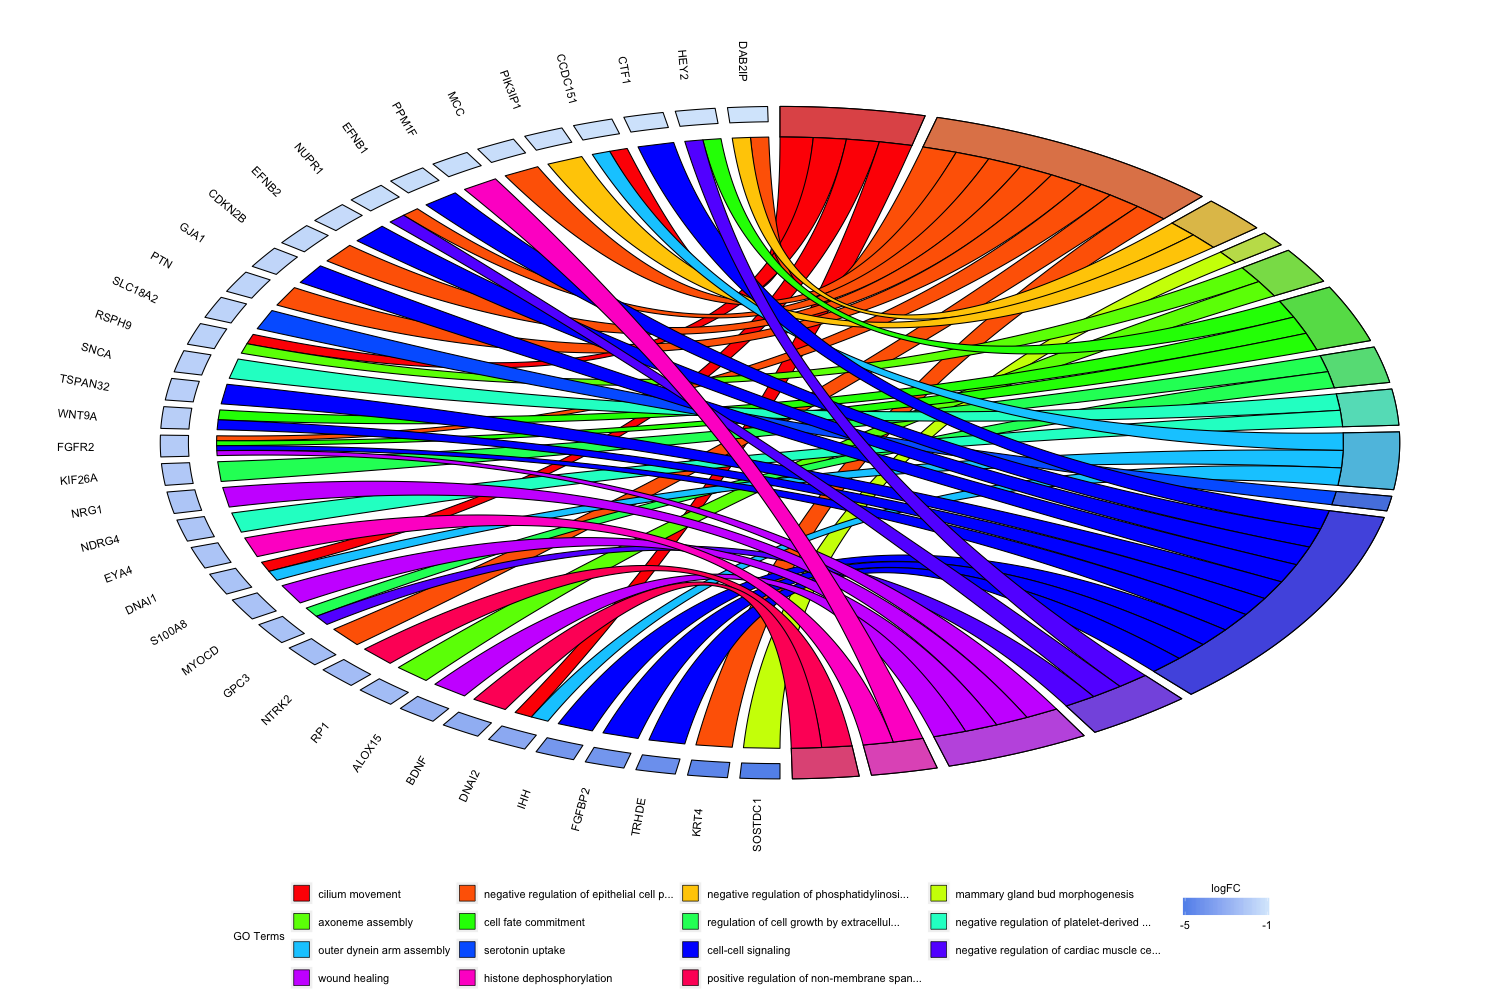 DAB2IP
HEY2
CTF1
CCDC151
PIK3IP1
MCC
PPM1F
EFNB1
NUPR1
EFNB2
CDKN2B
GJA1
PTN
SLC18A2
RSPH9
SNCA
TSPAN32
WNT9A
FGFR2
KIF26A
NRG1
NDRG4
EYA4
DNAI1
S100A8
MYOCD
GPC3
NTRK2
RP1
ALOX15
BDNF
DNAI2
IHH
FGFBP2
TRHDE
KRT4
SOSTDC1
GO Terms
cilium movement
negative regulation of epithelial cell p...
negative regulation of phosphatidylinosi...
mammary gland bud morphogenesis
axoneme assembly
cell fate commitment
regulation of cell growth by extracellul...
negative regulation of platelet-derived ...
outer dynein arm assembly
serotonin uptake
cell-cell signaling
negative regulation of cardiac muscle ce...
wound healing
histone dephosphorylation
positive regulation of non-membrane span...
logFC
-5 -1